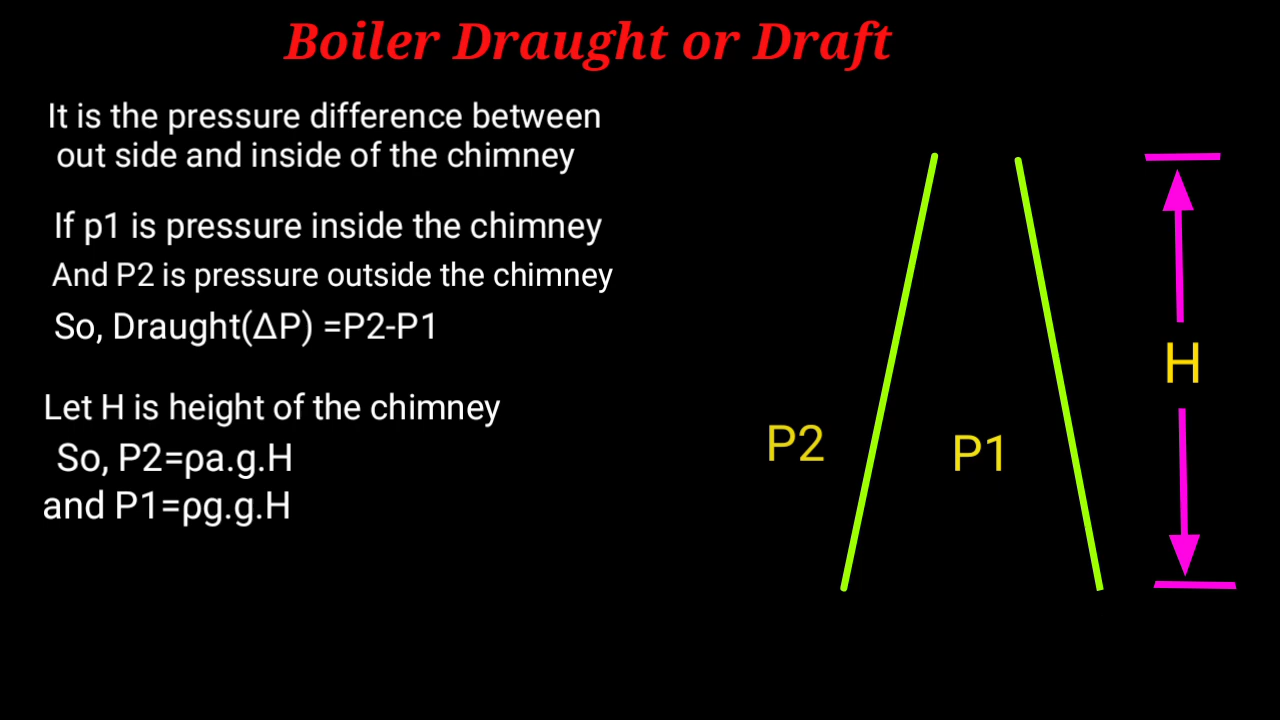 Boiler Draught or Draft
It is the pressure difference between
out side and inside of the chimney
If p1 is pressure inside the chimney
And P2 is pressure outside the chimney
So, Draught(ΔP) =P2-P1
Let H is height of the chimney
So, P2=ρa.g.H
and P1=ρg.g.H
P2
P1
H